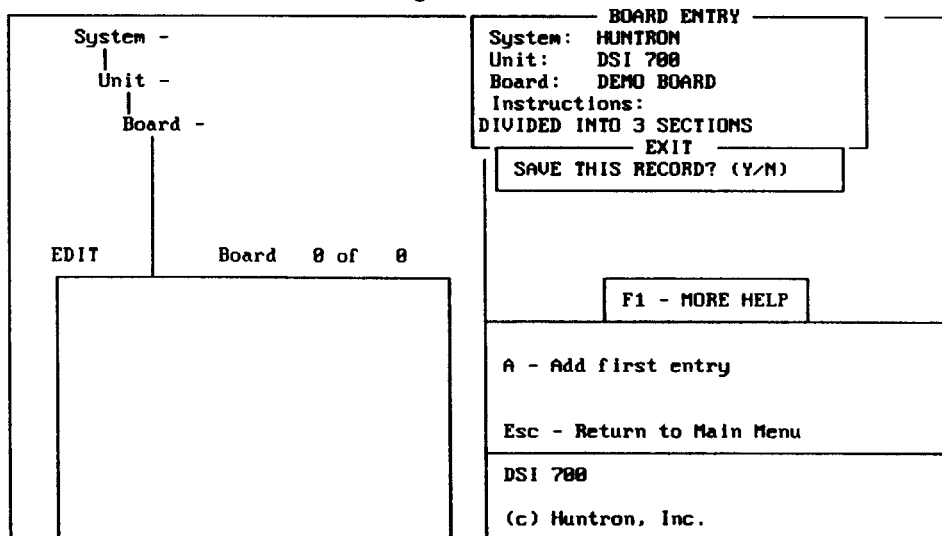 System -
Unit -
Board -
EDIT Board 0 of 0
BOARD ENTRY
System: HUNTRON
Unit: DSI 700
Board: DEMO BOARD
Instructions:
DIVIDED INTO 3 SECTIONS
EXIT
SAVE THIS RECORD? (Y/N)
F1 - MORE HELP
A - Add first entry
Esc - Return to Main Menu
DSI 700
(c) Huntron, Inc.